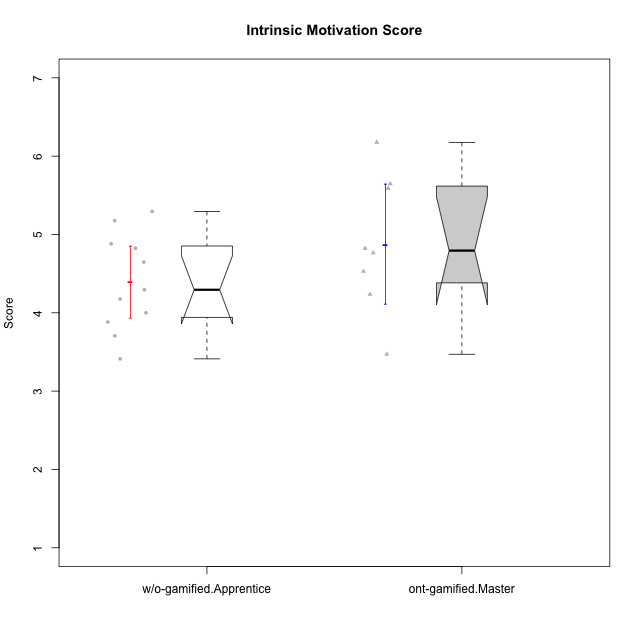 Intrinsic Motivation Score
7
6
5
4
3
2
1
Score
w/o-gamified.Apprentice
ont-gamified.Master